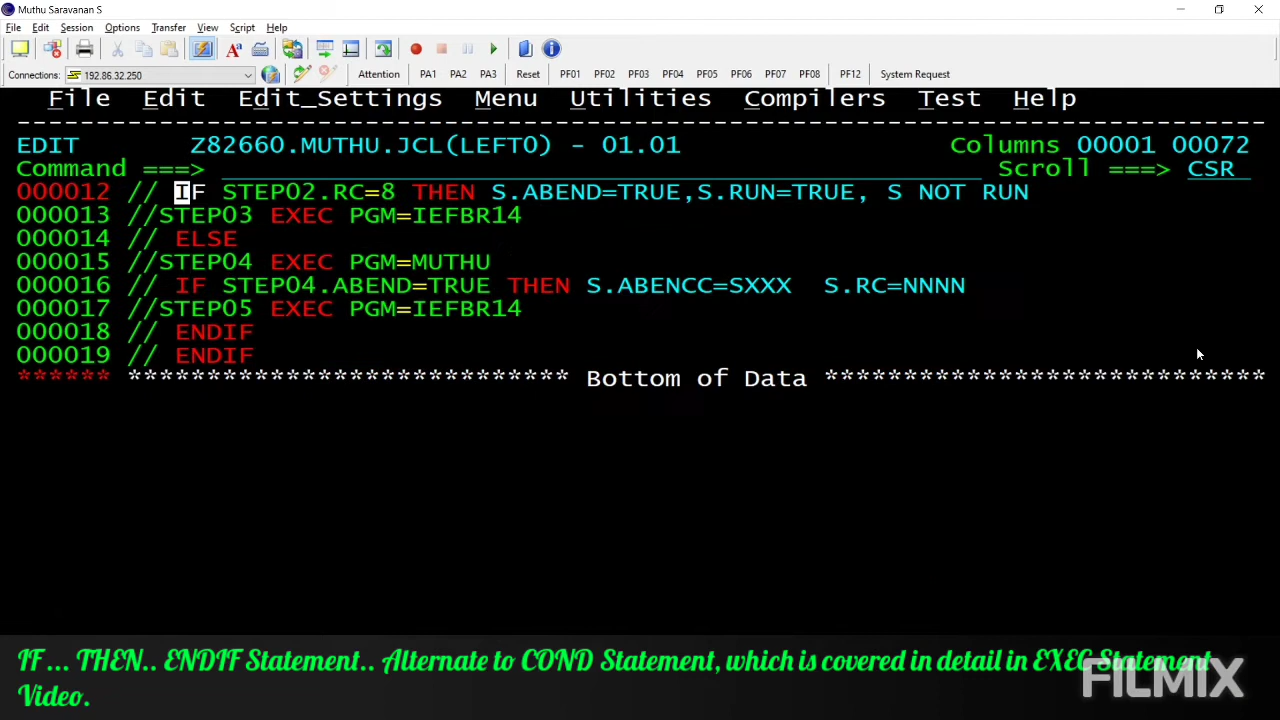 Muthu Saravanan S
File Edit Session Options Transfer View Script Help
Connections: 192.86.32.250 Attention PA1 PA2 PA3 Reset PF01 PF02 PF03 PF04 PF05 PF06 PF07 PF08 PF12 System Request
File Edit Edit_Settings Menu Utilities Compilers Test Help
--------------------------------------------------------------------------------
EDIT Z82660.MUTHU.JCL(LEFT0) - 01.01 Columns 00001 00072
Command ===> Scroll ===> CSR
000012 // IF STEP02.RC=8 THEN S.ABEND=TRUE,S.RUN=TRUE, S NOT RUN
000013 //STEP03 EXEC PGM=IEFBR14
000014 // ELSE
000015 //STEP04 EXEC PGM=MUTHU
000016 // IF STEP04.ABEND=TRUE THEN S.ABENCC=SXXX S.RC=NNNN
000017 //STEP05 EXEC PGM=IEFBR14
000018 // ENDIF
000019 // ENDIF
****** **************************** Bottom of Data ****************************
IF... THEN.. ENDIF Statement.. Alternate to COND Statement, which is covered in detail in EXEC Statement
Video.
FILMIX